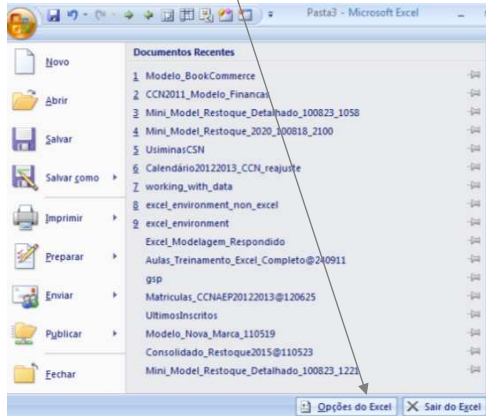 Pasta3 - Microsoft Excel
Novo
Abrir
Salvar
Salvar como
Imprimir
Preparar
Enviar
Publicar
Fechar
Documentos Recentes
1 Modelo_BookCommerce
2 CCN2011_Modelo_Financas
3 Mini_Model_Restoque_Detalhado_100823_1058
4 Mini_Model_Restoque_2020_100818_2100
5 UsiminasCSN
6 Calendário20122013_CCN_reajuste
7 working_with_data
8 excel_environment_non_excel
9 excel_environment
Excel_Modelagem_Respondido
Aulas_Treinamento_Excel_Completo@240911
gsp
Matriculas_CCNAEP20122013@120625
UltimosInscritos
Modelo_Nova_Marca_110519
Consolidado_Restoque2015@110523
Mini_Model_Restoque_Detalhado_100823_1221
Opções do Excel
Sair do Excel